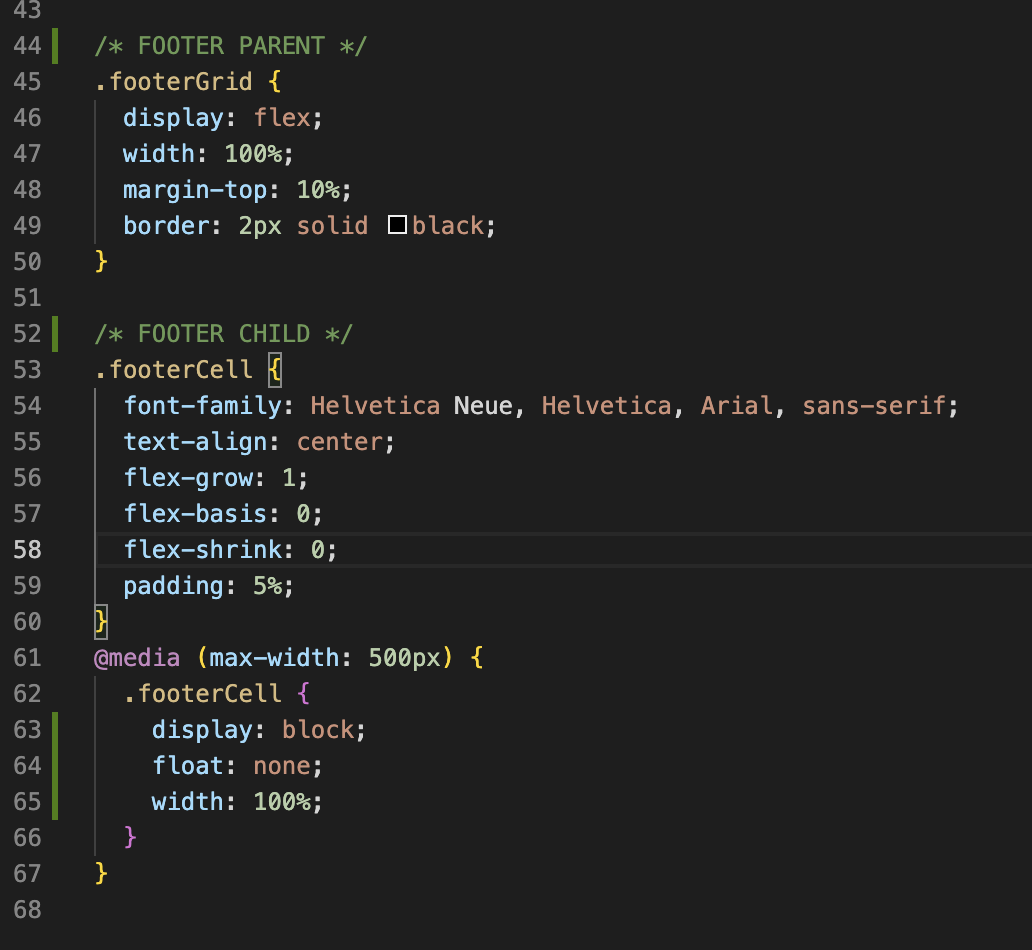 43
44 /* FOOTER PARENT */
45 .footerGrid {
46   display: flex;
47   width: 100%;
48   margin-top: 10%;
49   border: 2px solid black;
50 }
51
52 /* FOOTER CHILD */
53 .footerCell {
54   font-family: Helvetica Neue, Helvetica, Arial, sans-serif;
55   text-align: center;
56   flex-grow: 1;
57   flex-basis: 0;
58   flex-shrink: 0;
59   padding: 5%;
60 }
61 @media (max-width: 500px) {
62   .footerCell {
63     display: block;
64     float: none;
65     width: 100%;
66   }
67 }
68